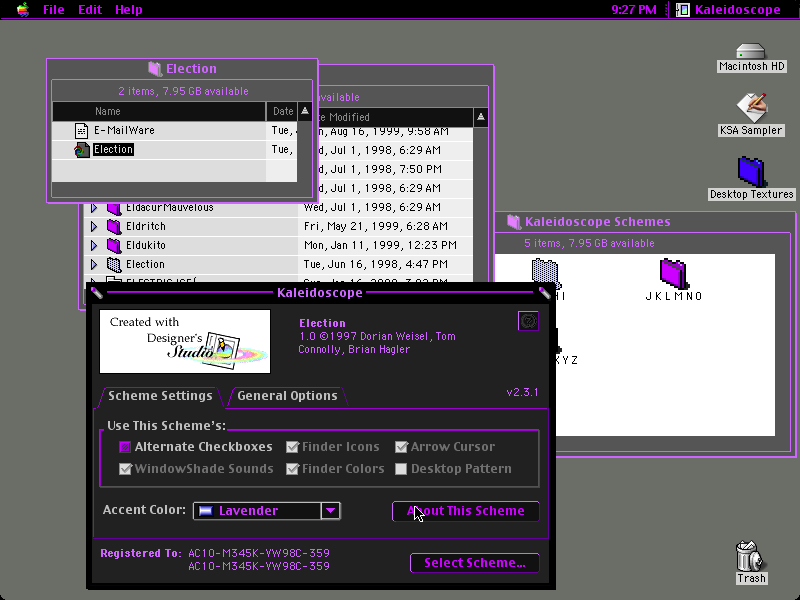 File Edit Help
9:27 PM Kaleidoscope
Election
2 items, 7.95 GB available
Name Date
E-MailWare Tue,
Election Tue,
available
Modified
Aug 16, 1999, 9:58 AM
Jul 1, 1998, 6:29 AM
Jul 1, 1998, 7:50 PM
Jul 1, 1998, 6:29 AM
EldacurMauvelous Wed, Jul 1, 1998, 6:29 AM
Eldritch Fri, May 21, 1999, 6:28 AM
Eldukito Mon, Jan 11, 1999, 12:23 PM
Election Tue, Jun 16, 1998, 4:47 PM
Macintosh HD
KSA Sampler
Desktop Textures
Kaleidoscope Schemes
5 items, 7.95 GB available
HI
JKLMNO
XYZ
Kaleidoscope
Created with
Designer's
Studio
Election
1.0 ©1997 Dorian Weisel, Tom
Connolly, Brian Hagler
Scheme Settings General Options v2.3.1
Use This Scheme's:
Alternate Checkboxes Finder Icons Arrow Cursor
WindowShade Sounds Finder Colors Desktop Pattern
Accent Color: Lavender About This Scheme
Registered To: AC10-M345K-YW98C-359
AC10-M345K-YW98C-359
Select Scheme...
Trash